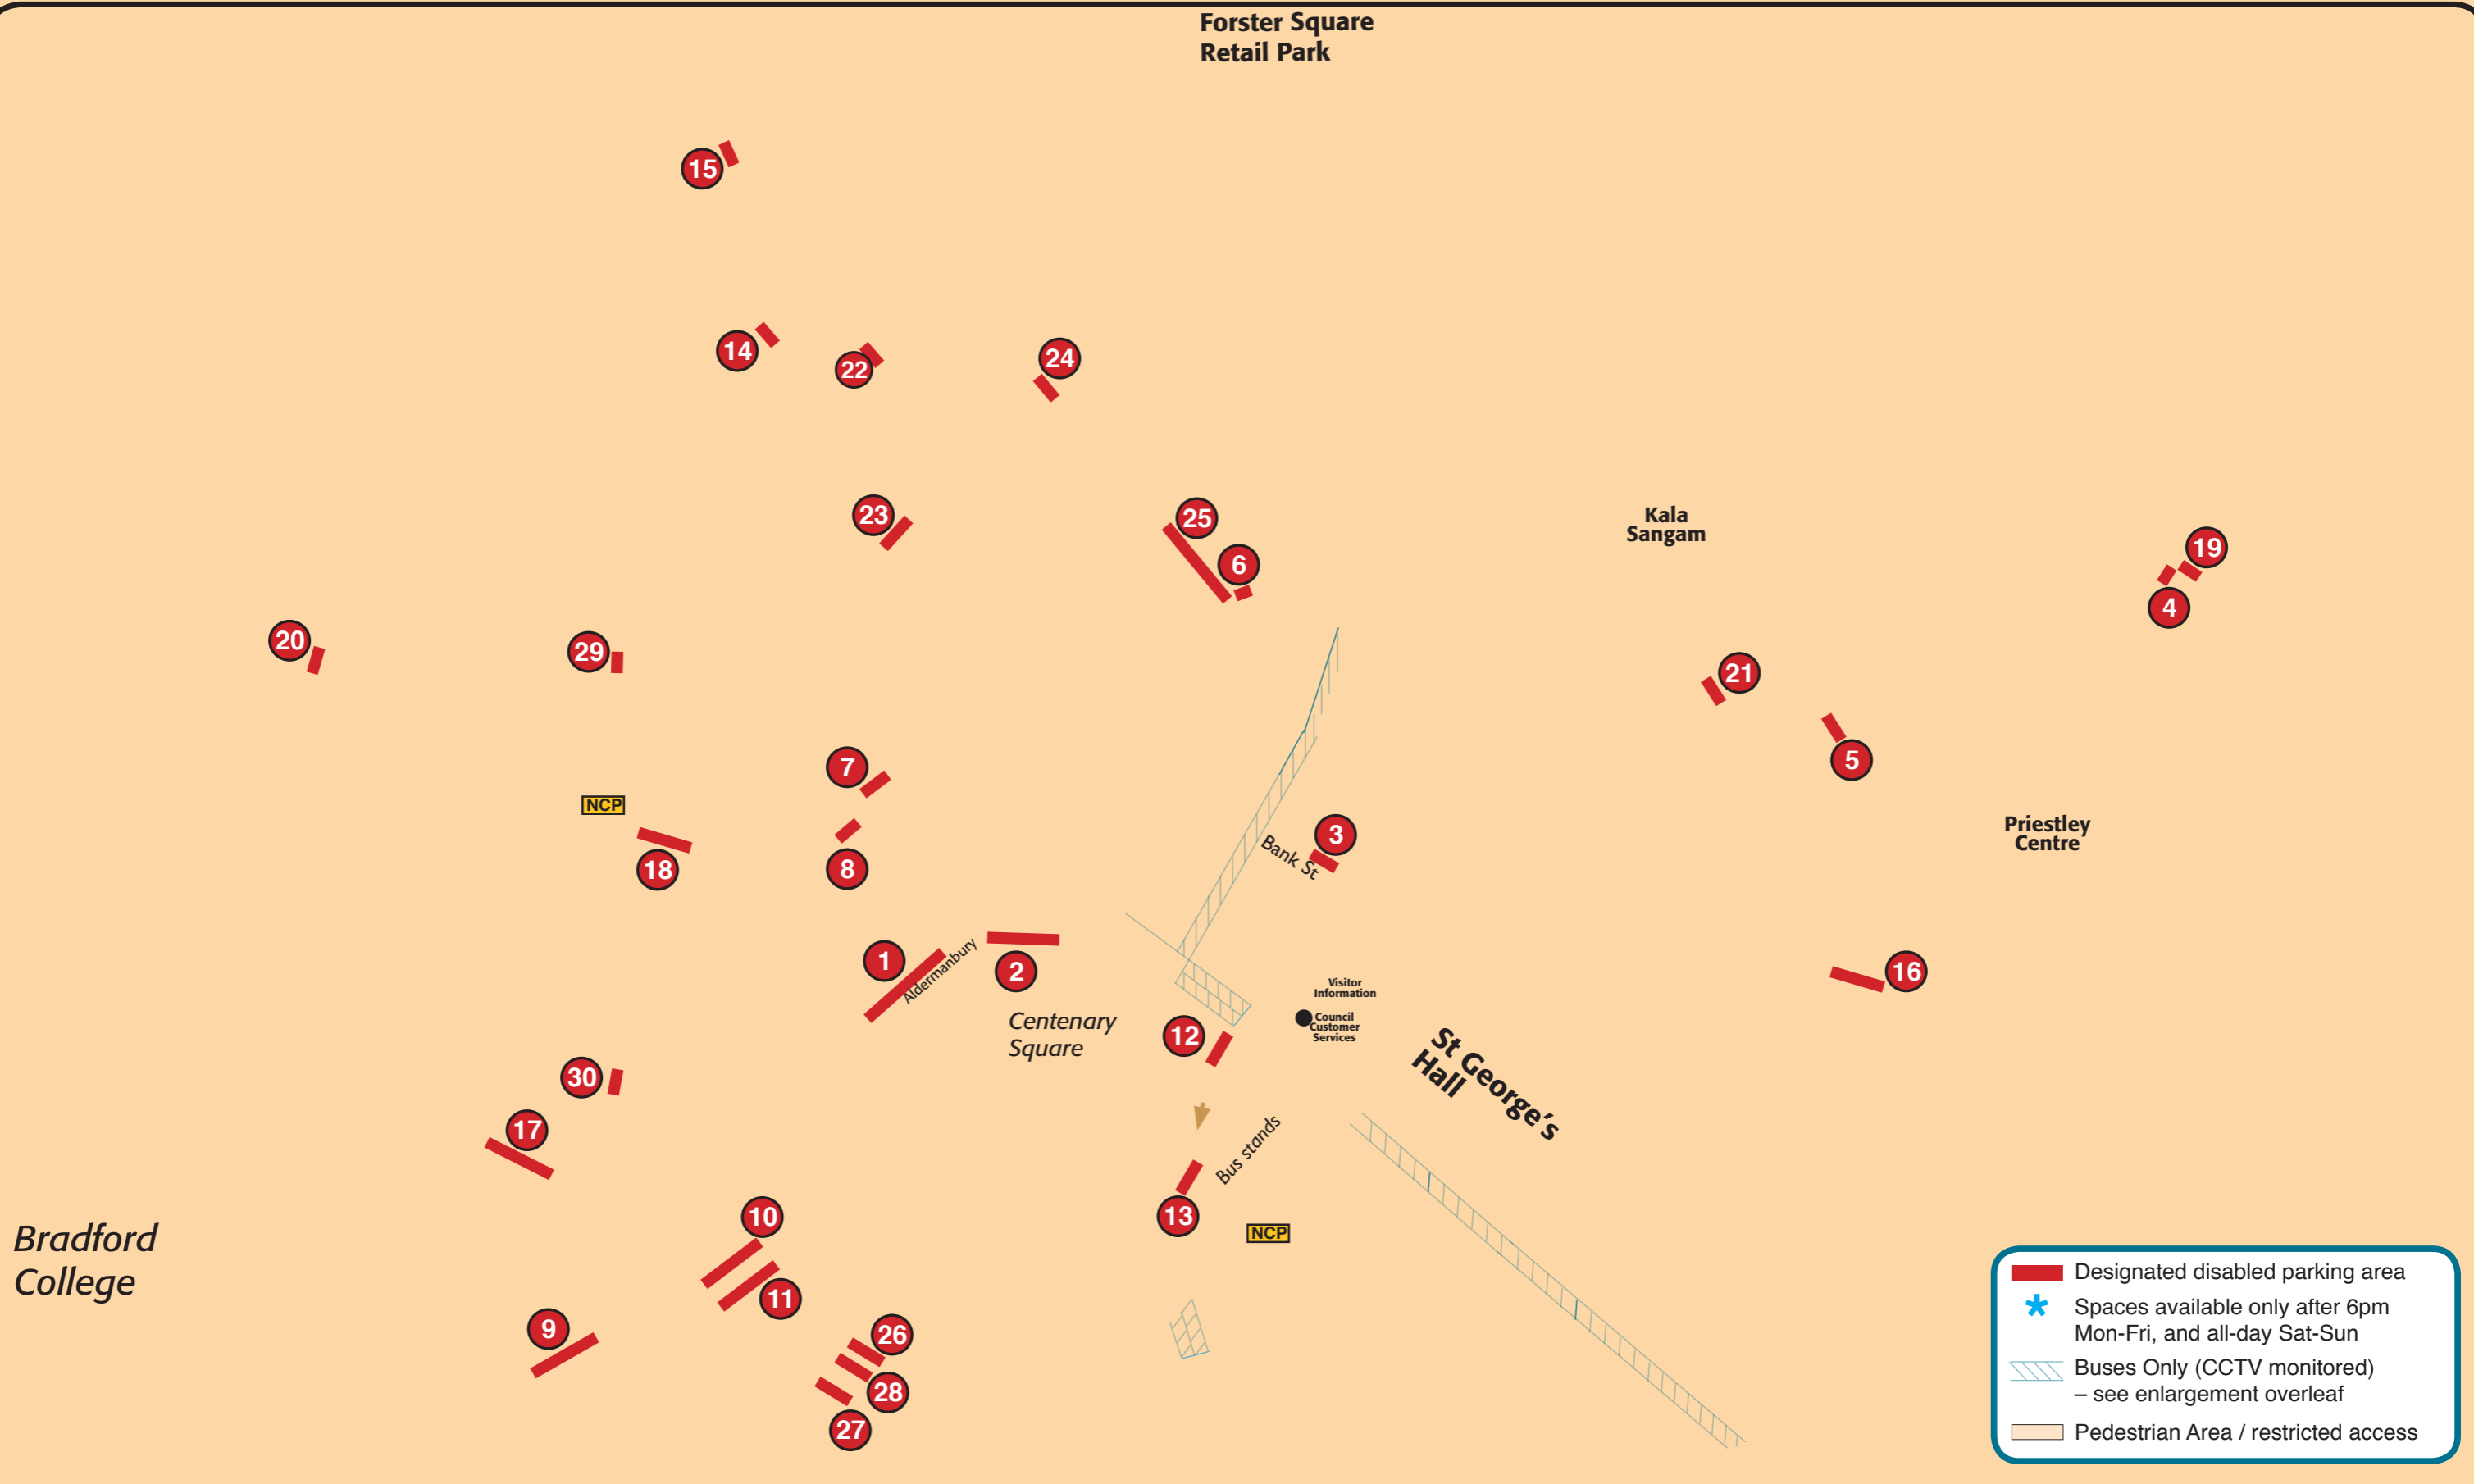 Forster Square
Retail Park
15
14
22
24
23
25
6
Kala
Sangam
19
4
20
29
21
5
7
NCP
18
8
3
Bank St
Priestley
Centre
1
Aldermanbury
2
16
Centenary
Square
12
Visitor
Information
Council
Customer
Services
St George's
Hall
30
17
Bus stands
13
NCP
10
11
Bradford
College
9
26
28
27
Designated disabled parking area
* Spaces available only after 6pm
Mon-Fri, and all-day Sat-Sun
Buses Only (CCTV monitored)
– see enlargement overleaf
Pedestrian Area / restricted access